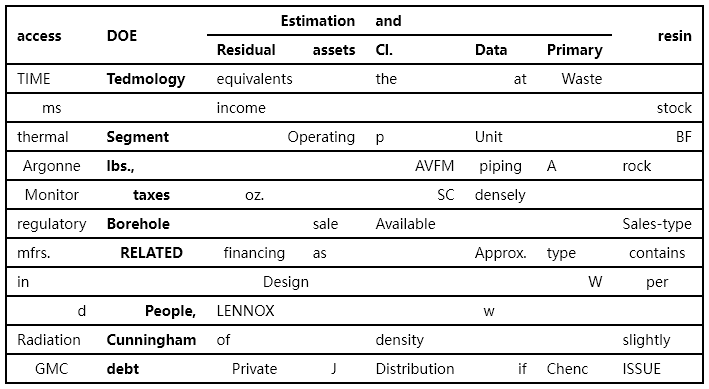 access DOE Estimation and resin
Residual assets Cl. Data Primary
TIME Tedmology equivalents the at Waste
ms income stock
thermal Segment Operating p Unit BF
Argonne lbs., AVFM piping A rock
Monitor taxes oz. SC densely
regulatory Borehole sale Available Sales-type
mfrs. RELATED financing as Approx. type contains
in Design W per
d People, LENNOX w
Radiation Cunningham of density slightly
GMC debt Private J Distribution if Chenc ISSUE